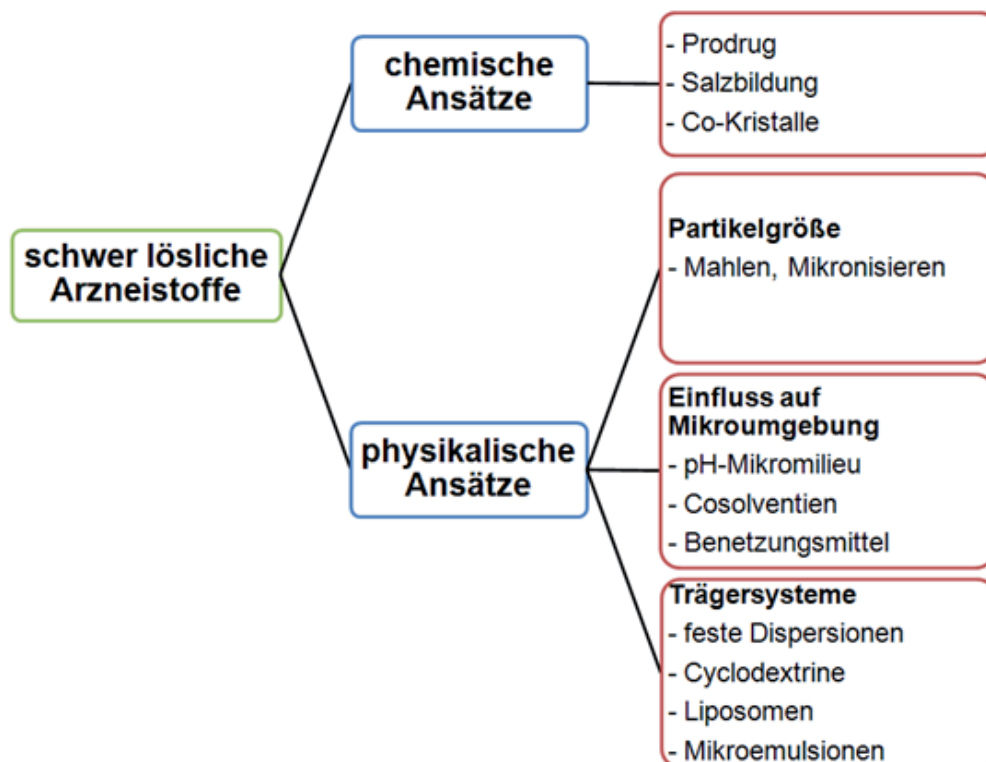 schwer lösliche
Arzneistoffe
chemische
Ansätze
- Prodrug
- Salzbildung
- Co-Kristalle
physikalische
Ansätze
Partikelgröße
- Mahlen, Mikronisieren
Einfluss auf
Mikroumgebung
- pH-Mikromilieu
- Cosolventien
- Benetzungsmittel
Trägersysteme
- feste Dispersionen
- Cyclodextrine
- Liposomen
- Mikroemulsionen